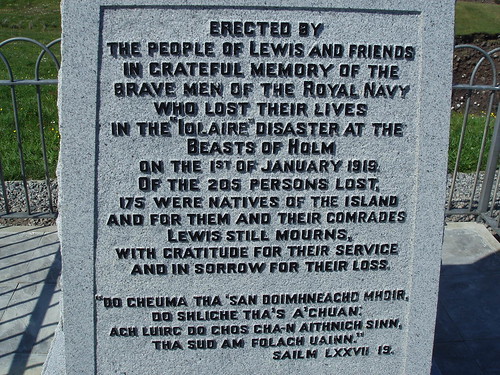 ERECTED BY
THE PEOPLE OF LEWIS AND FRIENDS
IN GRATEFUL MEMORY OF THE
BRAVE MEN OF THE ROYAL NAVY
WHO LOST THEIR LIVES
IN THE "IOLAIRE" DISASTER AT THE
BEASTS OF HOLM
ON THE 1ST OF JANUARY 1919.
OF THE 205 PERSONS LOST,
175 WERE NATIVES OF THE ISLAND
AND FOR THEM AND THEIR COMRADES
LEWIS STILL MOURNS,
WITH GRATITUDE FOR THEIR SERVICE
AND IN SORROW FOR THEIR LOSS.
"DO CHEUMA THA 'SAN DOIMHNEACHD MHOIR,
DO SHLIGHE THA'S A'CHUAN:
ACH LUIRG DO CHOS CHA-N AITHNICH SINN,
THA SUD AM FOLACH UAINN."
SAILM LXXVII 19.